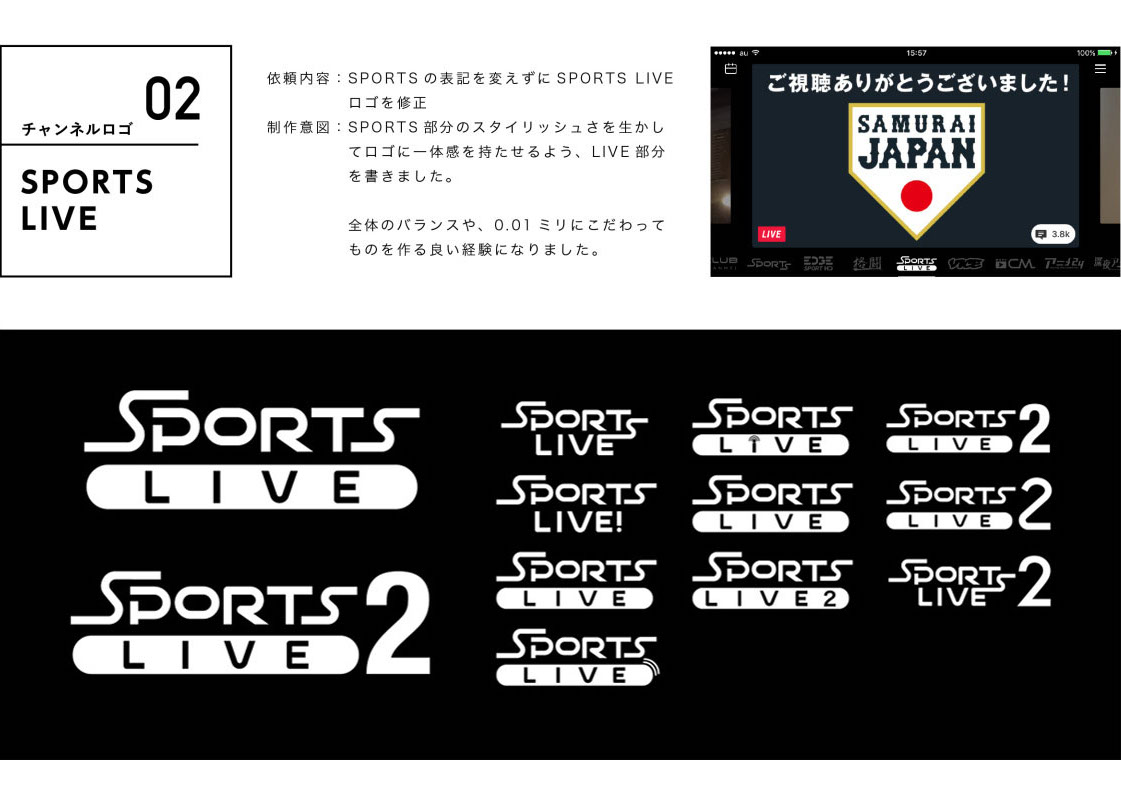 02
チャンネルロゴ
SPORTS
LIVE
依頼内容：SPORTS の表記を変えずに SPORTS LIVE
ロゴを修正
制作意図：SPORTS 部分のスタイリッシュさを生かし
てロゴに一体感を持たせるよう、LIVE 部分
を書きました。
全体のバランスや、0.01 ミリにこだわって
ものを作る良い経験になりました。
au 15:57 100%
ご視聴ありがとうございました！
SAMURAI
JAPAN
LIVE 3.8k
SPORTS EDGE SPORT HD SPORTS LIVE VICE CM
SPORTS
LIVE
SPORTS 2
LIVE
SPORTS
LIVE
SPORTS
LIVE
SPORTS 2
LIVE
SPORTS
LIVE!
SPORTS
LIVE
SPORTS 2
LIVE
SPORTS
LIVE
SPORTS
LIVE2
SPORTS 2
LIVE
SPORTS
LIVE